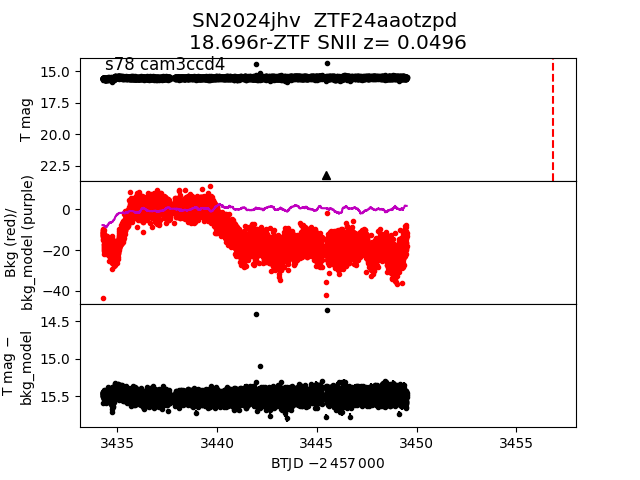 SN2024jhv  ZTF24aaotzpd
18.696r-ZTF SNII z= 0.0496
s78 cam3ccd4
15.0
17.5
20.0
22.5
T mag
0
−20
−40
Bkg (red)/
bkg_model (purple)
14.5
15.0
15.5
T mag −
bkg_model
3435
3440
3445
3450
3455
BTJD −2 457 000